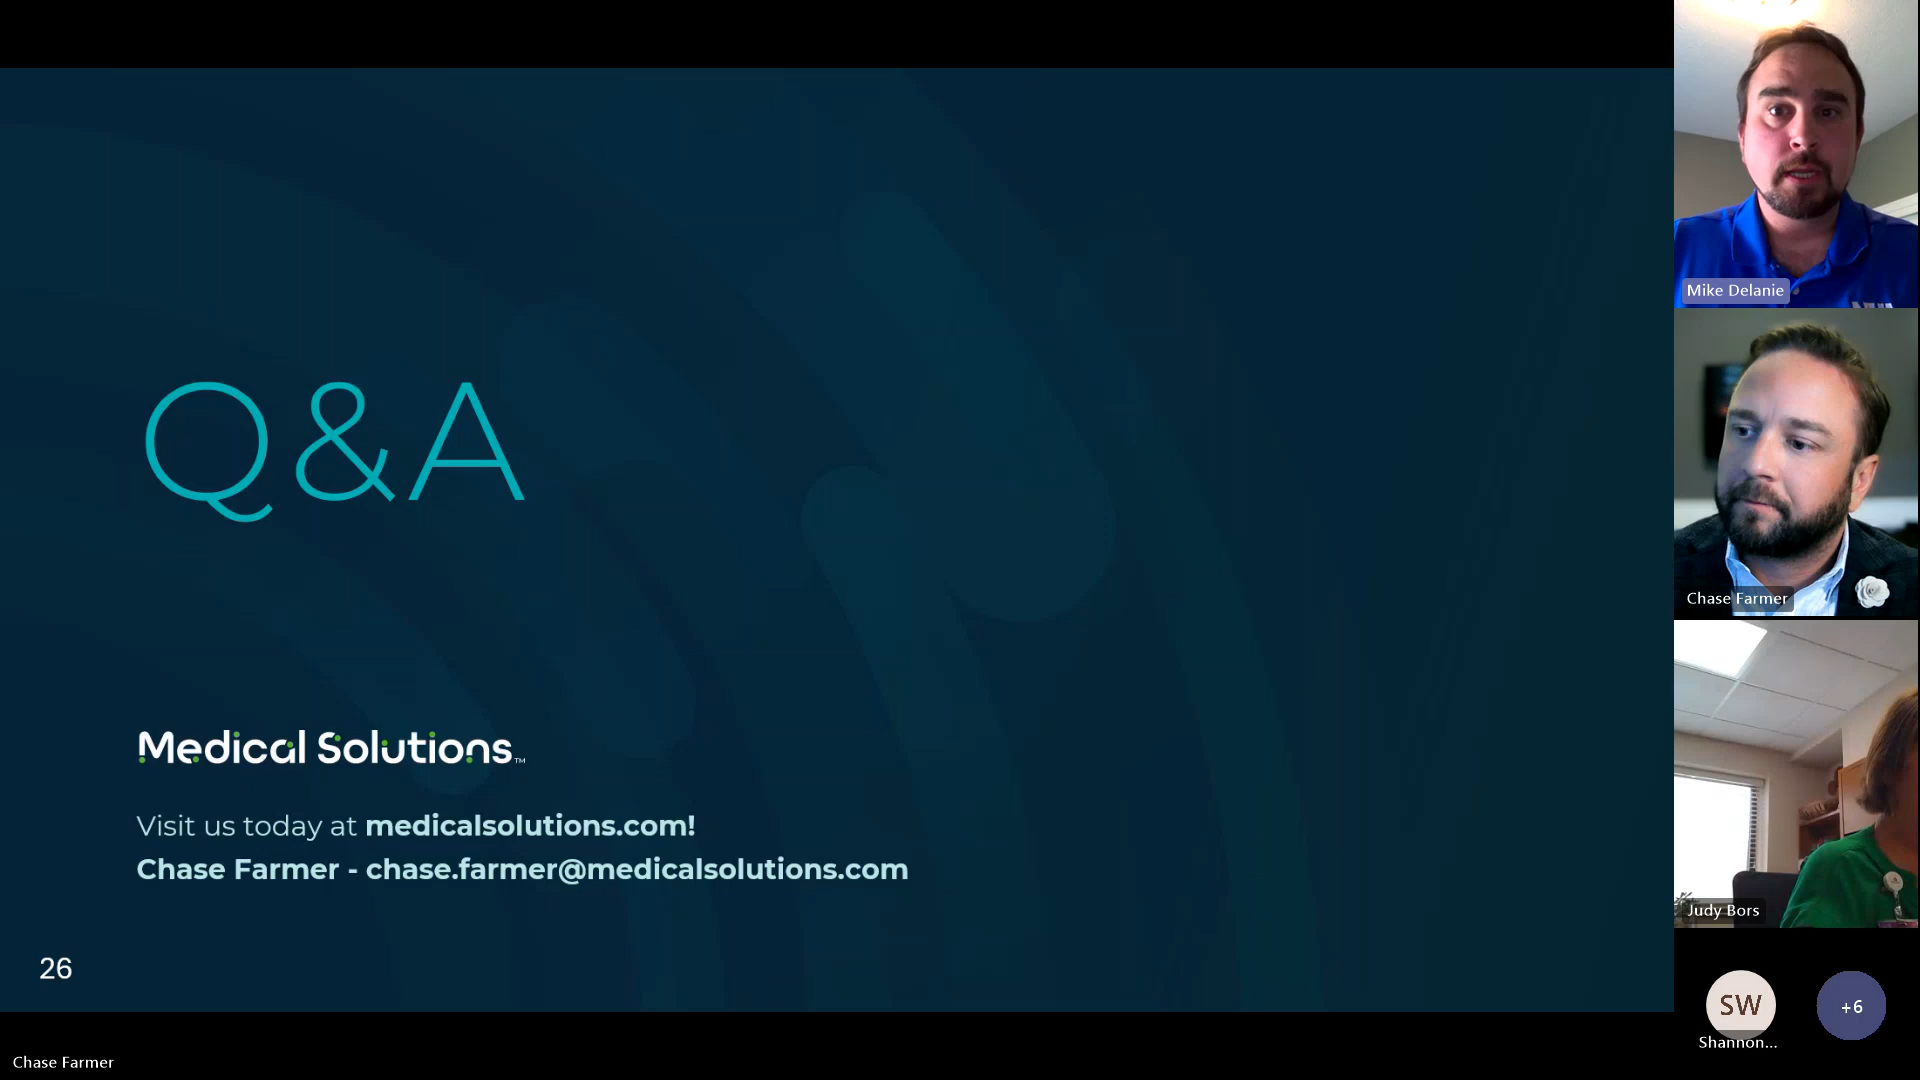 Q&A
Medical Solutions™
Visit us today at medicalsolutions.com!
Chase Farmer - chase.farmer@medicalsolutions.com
26
Chase Farmer
Mike Delanie
Chase Farmer
Judy Bors
SW
Shannon...
+6